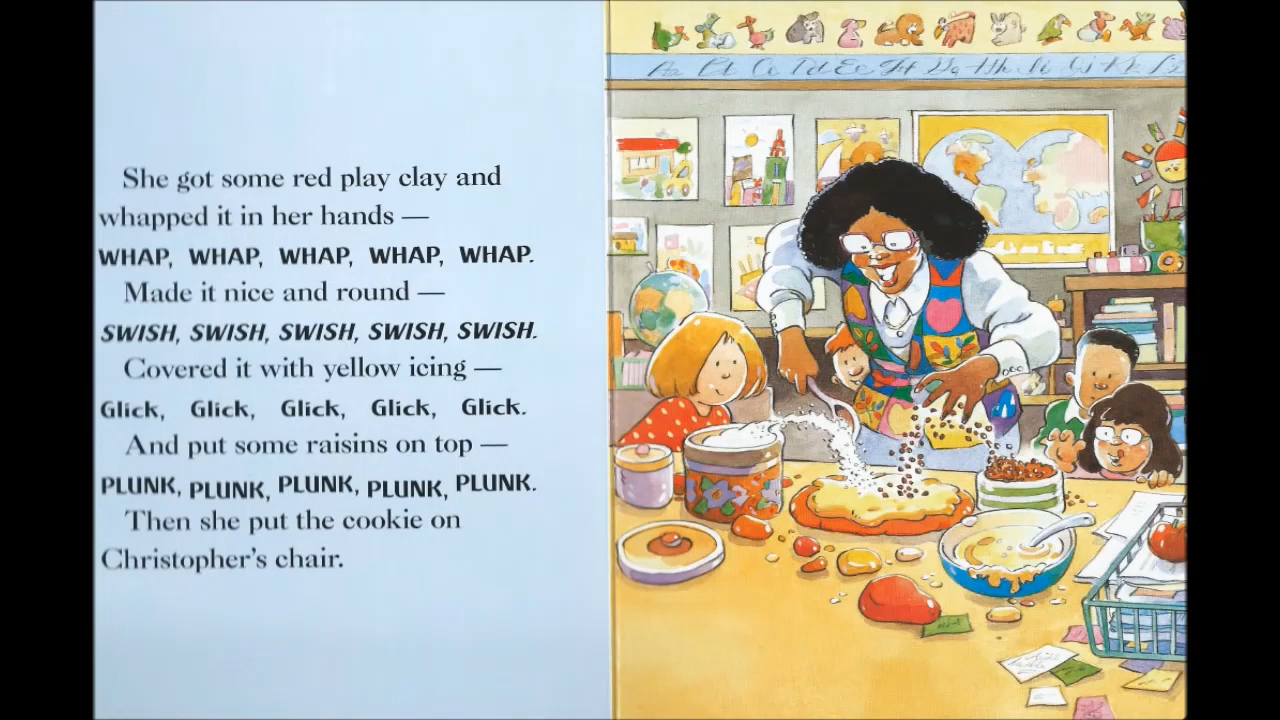 She got some red play clay and
whapped it in her hands —
WHAP, WHAP, WHAP, WHAP, WHAP.
Made it nice and round —
SWISH, SWISH, SWISH, SWISH, SWISH.
Covered it with yellow icing —
Glick, Glick, Glick, Glick, Glick.
And put some raisins on top —
PLUNK, PLUNK, PLUNK, PLUNK, PLUNK.
Then she put the cookie on
Christopher's chair.